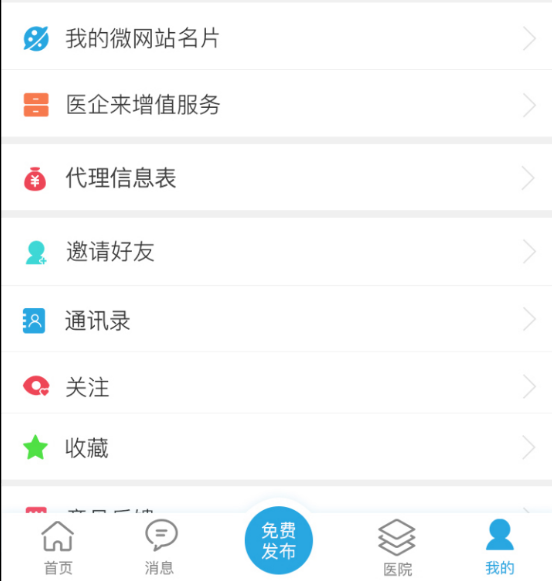 我的微网站名片
医企来增值服务
代理信息表
邀请好友
通讯录
关注
收藏
免费
发布
首页
消息
医院
我的